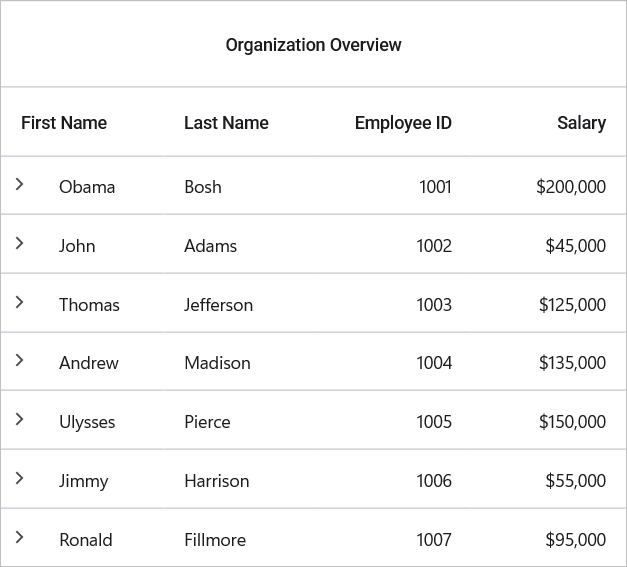 Organization Overview
First Name Last Name Employee ID Salary
Obama Bosh 1001 $200,000
John Adams 1002 $45,000
Thomas Jefferson 1003 $125,000
Andrew Madison 1004 $135,000
Ulysses Pierce 1005 $150,000
Jimmy Harrison 1006 $55,000
Ronald Fillmore 1007 $95,000